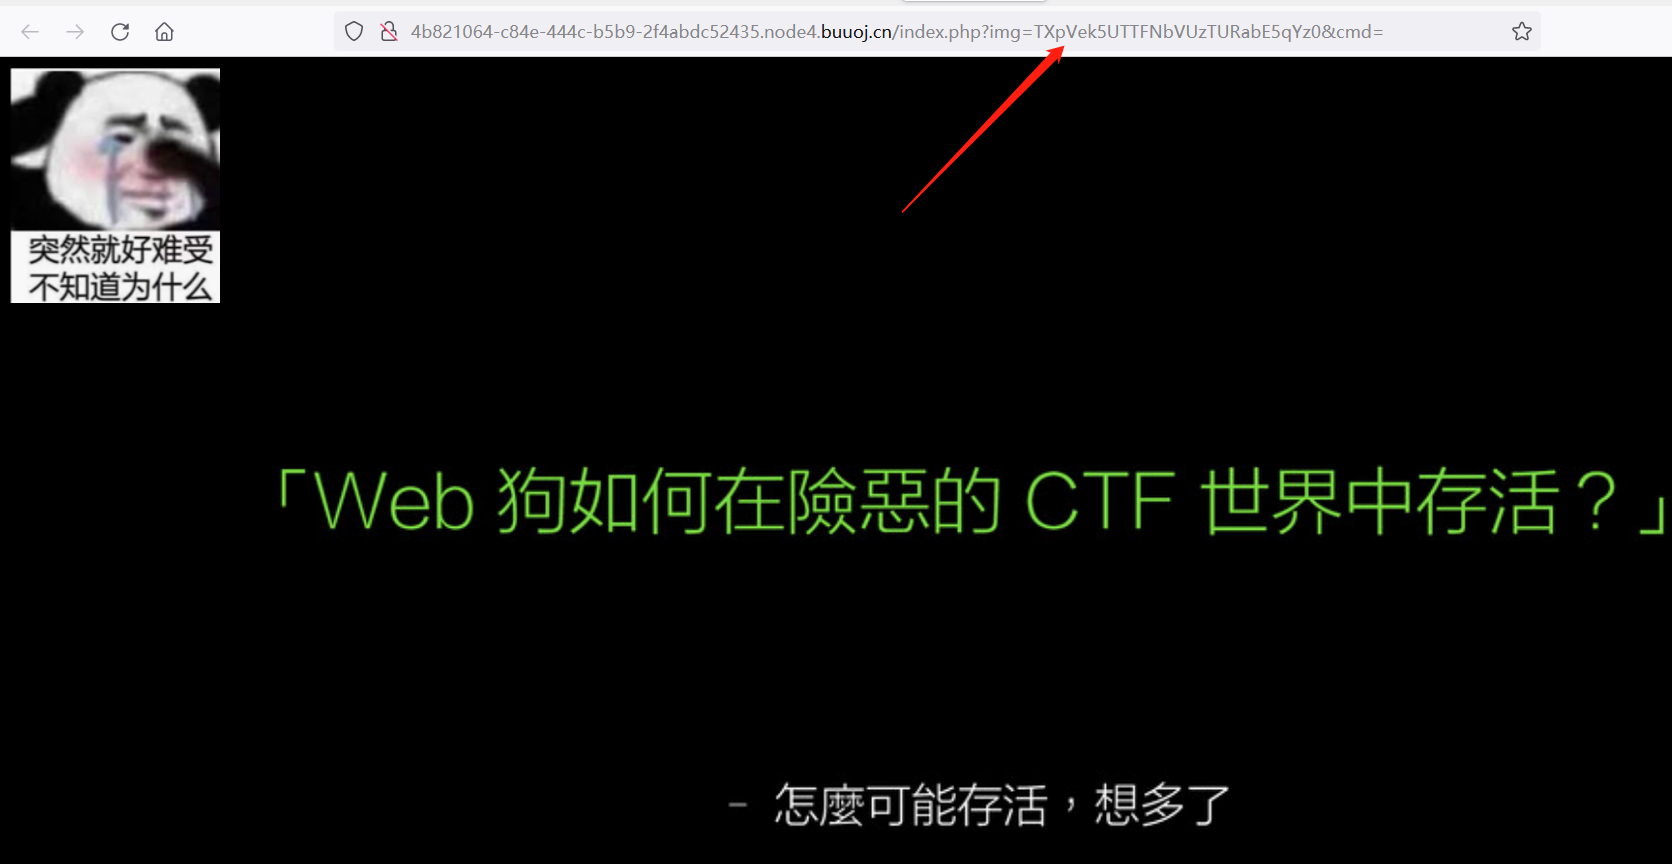 4b821064-c84e-444c-b5b9-2f4abdc52435.node4.buuoj.cn/index.php?img=TXpVek5UTTFNbVUzTURabE5qYz0&cmd=
突然就好难受
不知道为什么
「Web 狗如何在險惡的 CTF 世界中存活？」
- 怎麼可能存活，想多了